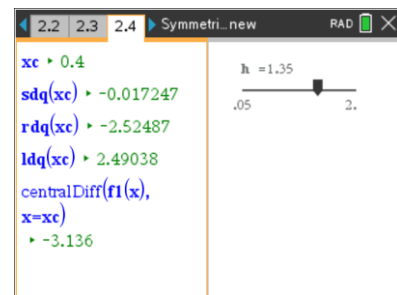 2.2 2.3 2.4 Symmetri...new RAD
xc ▸ 0.4
sdq(xc) ▸ -0.017247
rdq(xc) ▸ -2.52487
ldq(xc) ▸ 2.49038
centralDiff(f1(x),
x=xc)
▸ -3.136
h =1.35
.05 2.